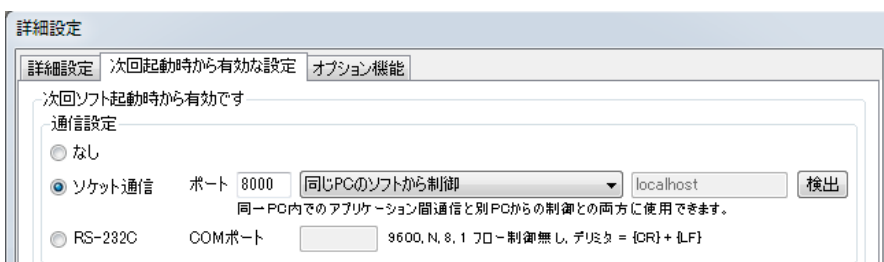 詳細設定
詳細設定 次回起動時から有効な設定 オプション機能
次回ソフト起動時から有効です
通信設定
なし
ソケット通信 ポート 8000 同じPCのソフトから制御 localhost 検出
同一PC内でのアプリケーション間通信と別PCからの制御との両方に使用できます。
RS-232C COMポート 9600, N, 8, 1 フロー制御無し, デリミタ = {CR} + {LF}